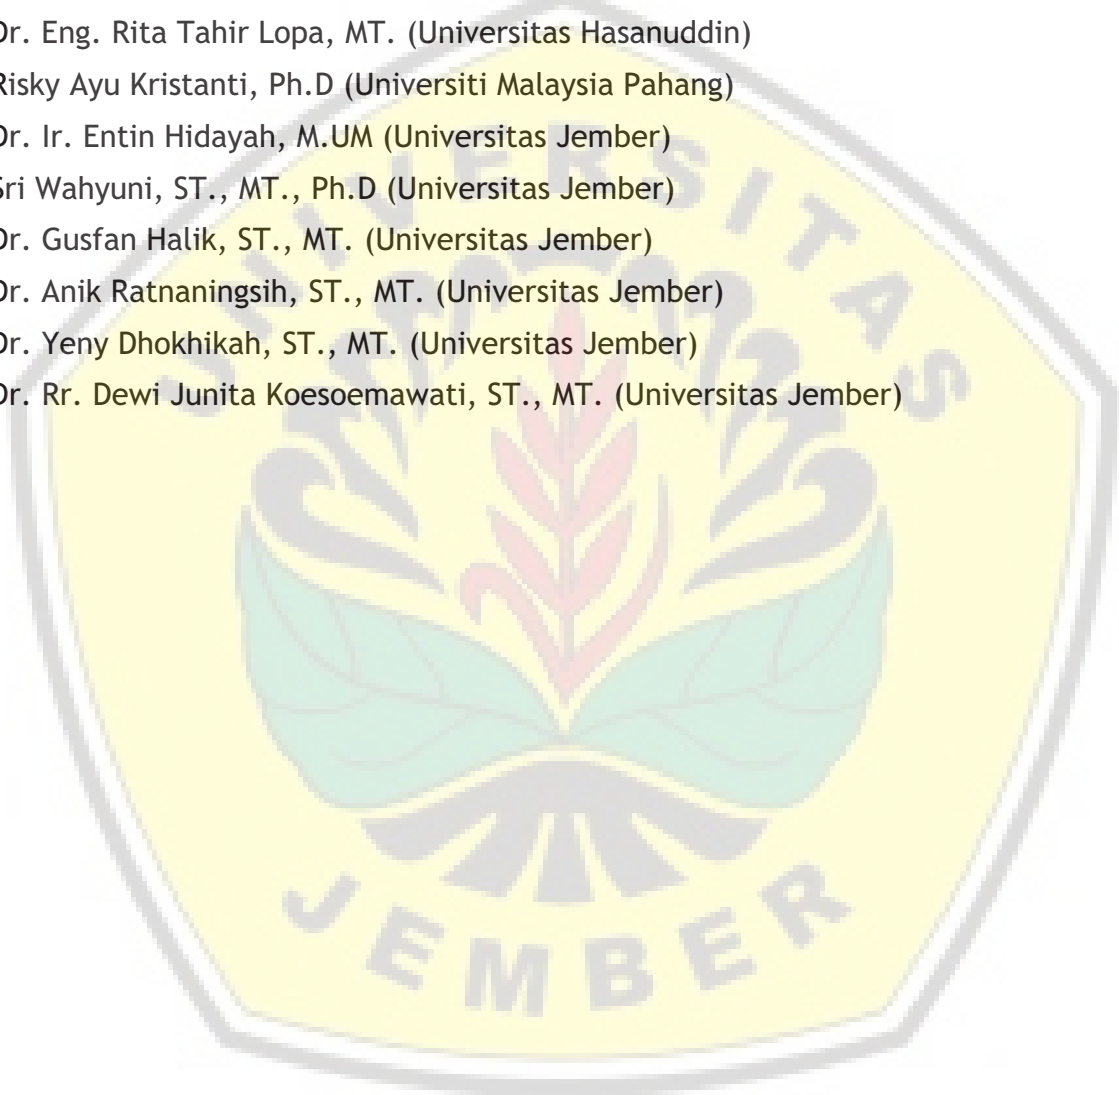 Dr. Eng. Rita Tahir Lopa, MT. (Universitas Hasanuddin)
Risky Ayu Kristanti, Ph.D (Universiti Malaysia Pahang)
Dr. Ir. Entin Hidayah, M.UM (Universitas Jember)
Sri Wahyuni, ST., MT., Ph.D (Universitas Jember)
Dr. Gusfan Halik, ST., MT. (Universitas Jember)
Dr. Anik Ratnaningsih, ST., MT. (Universitas Jember)
Dr. Yeny Dhokhikah, ST., MT. (Universitas Jember)
Dr. Rr. Dewi Junita Koesoemawati, ST., MT. (Universitas Jember)
UNIVERSITAS
JEMBER